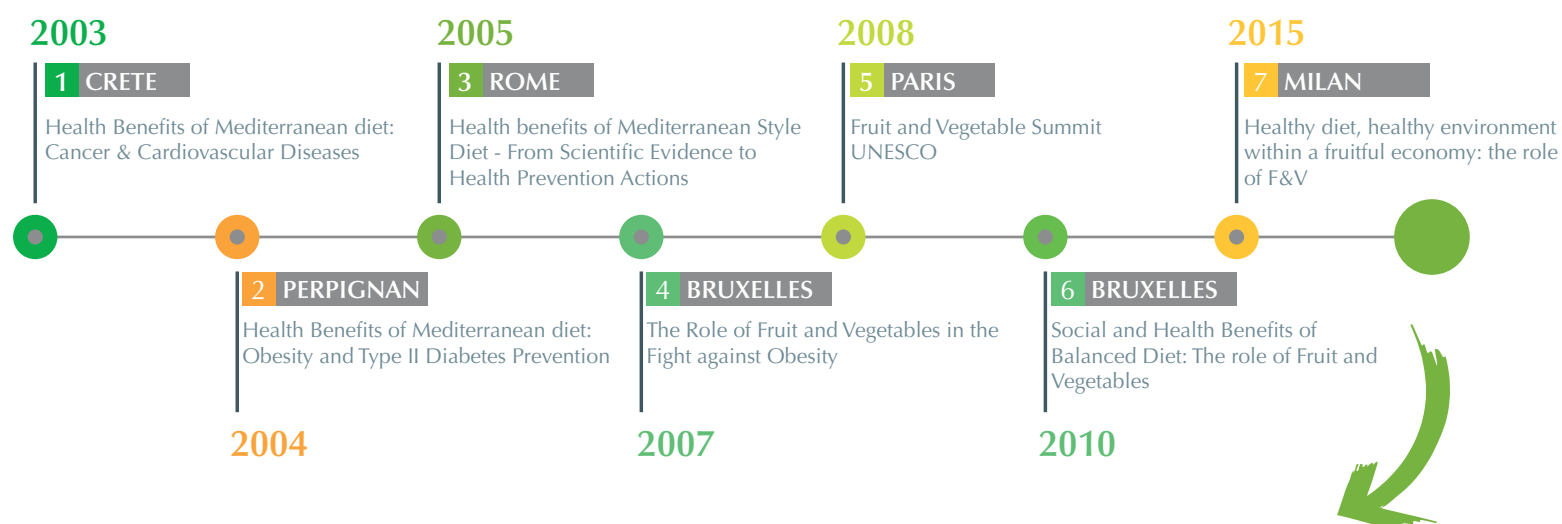 2003
1 CRETE
Health Benefits of Mediterranean diet:
Cancer & Cardiovascular Diseases
2005
3 ROME
Health benefits of Mediterranean Style
Diet - From Scientific Evidence to
Health Prevention Actions
2008
5 PARIS
Fruit and Vegetable Summit
UNESCO
2015
7 MILAN
Healthy diet, healthy environment
within a fruitful economy: the role
of F&V
2 PERPIGNAN
Health Benefits of Mediterranean diet:
Obesity and Type II Diabetes Prevention
2004
4 BRUXELLES
The Role of Fruit and Vegetables in the
Fight against Obesity
2007
6 BRUXELLES
Social and Health Benefits of
Balanced Diet: The role of Fruit and
Vegetables
2010